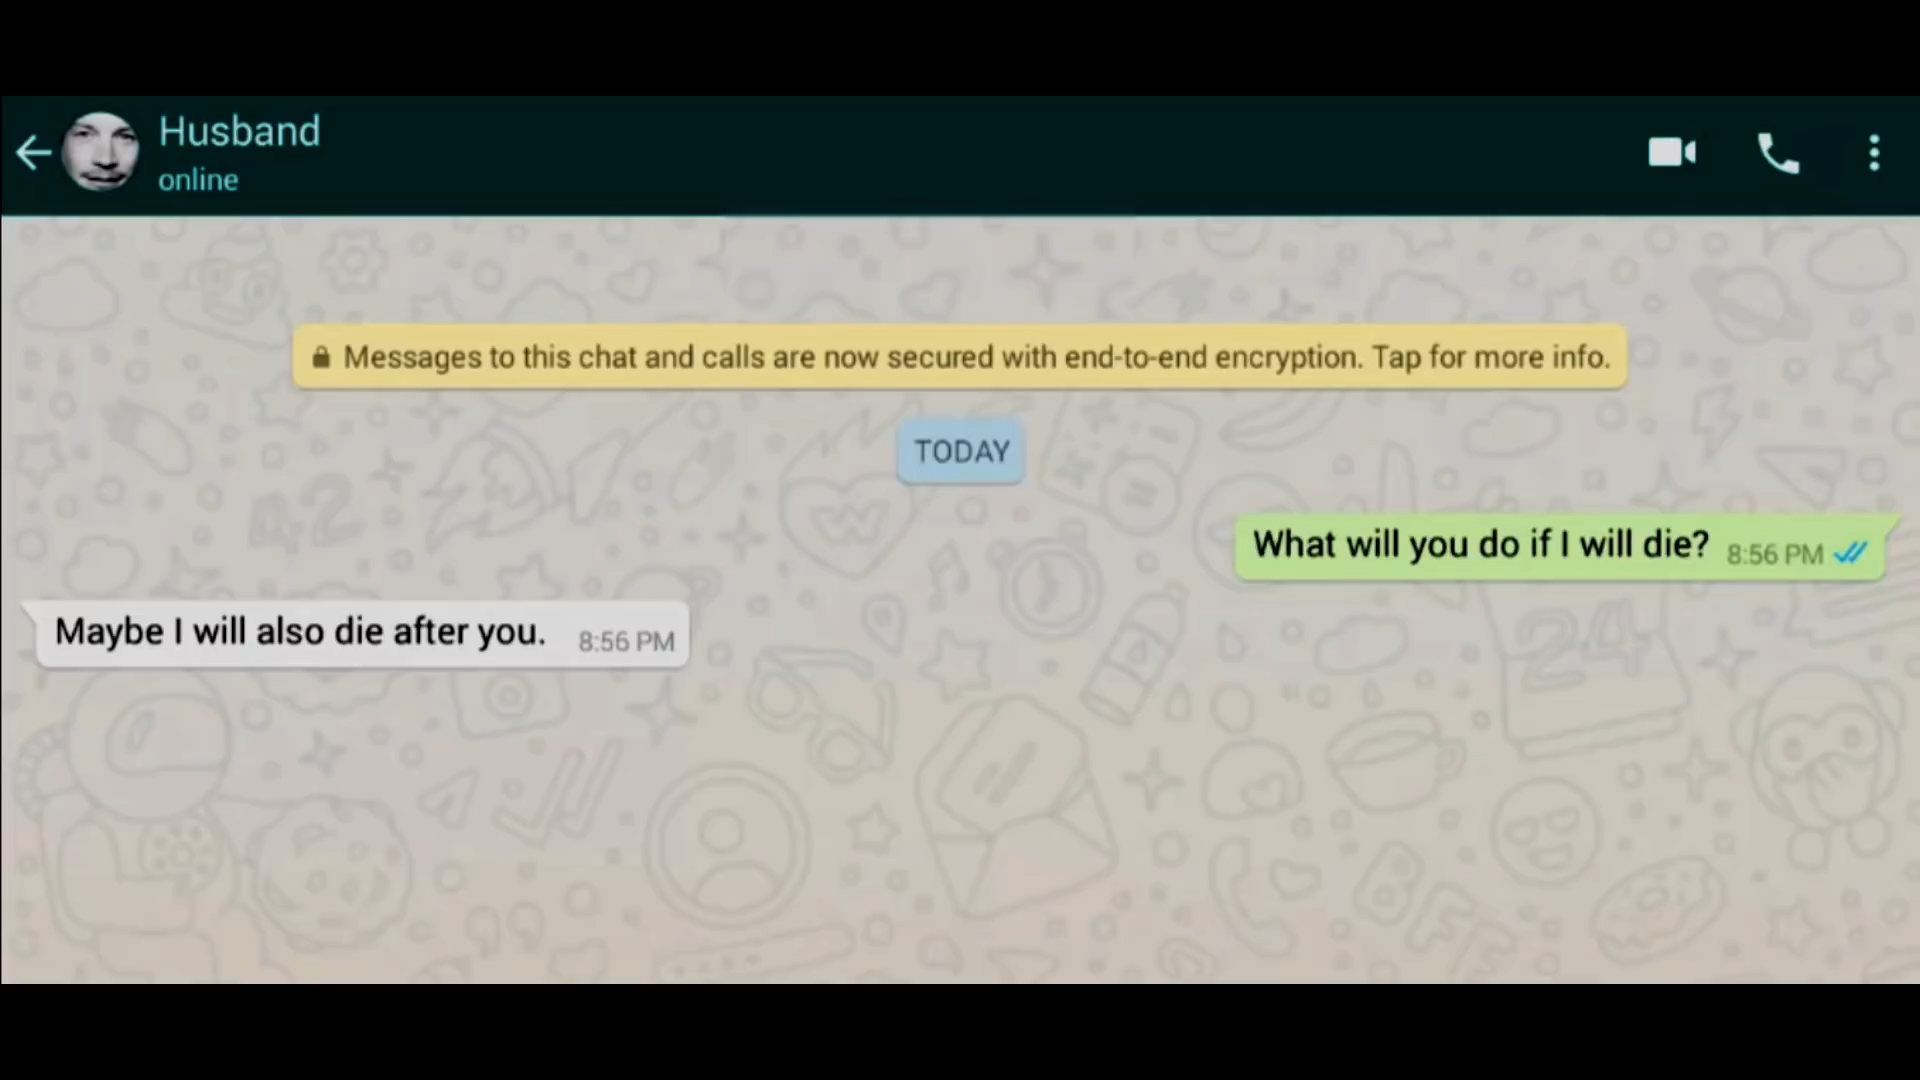 Husband
online
Messages to this chat and calls are now secured with end-to-end encryption. Tap for more info.
TODAY
What will you do if I will die? 8:56 PM
Maybe I will also die after you. 8:56 PM